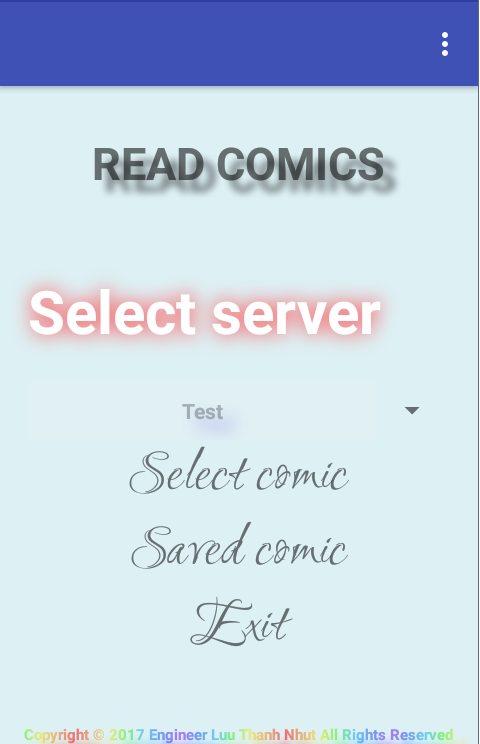 READ COMICS
Select server
Test
Select comic
Saved comic
Exit
Copyright © 2017 Engineer Luu Thanh Nhut All Rights Reserved